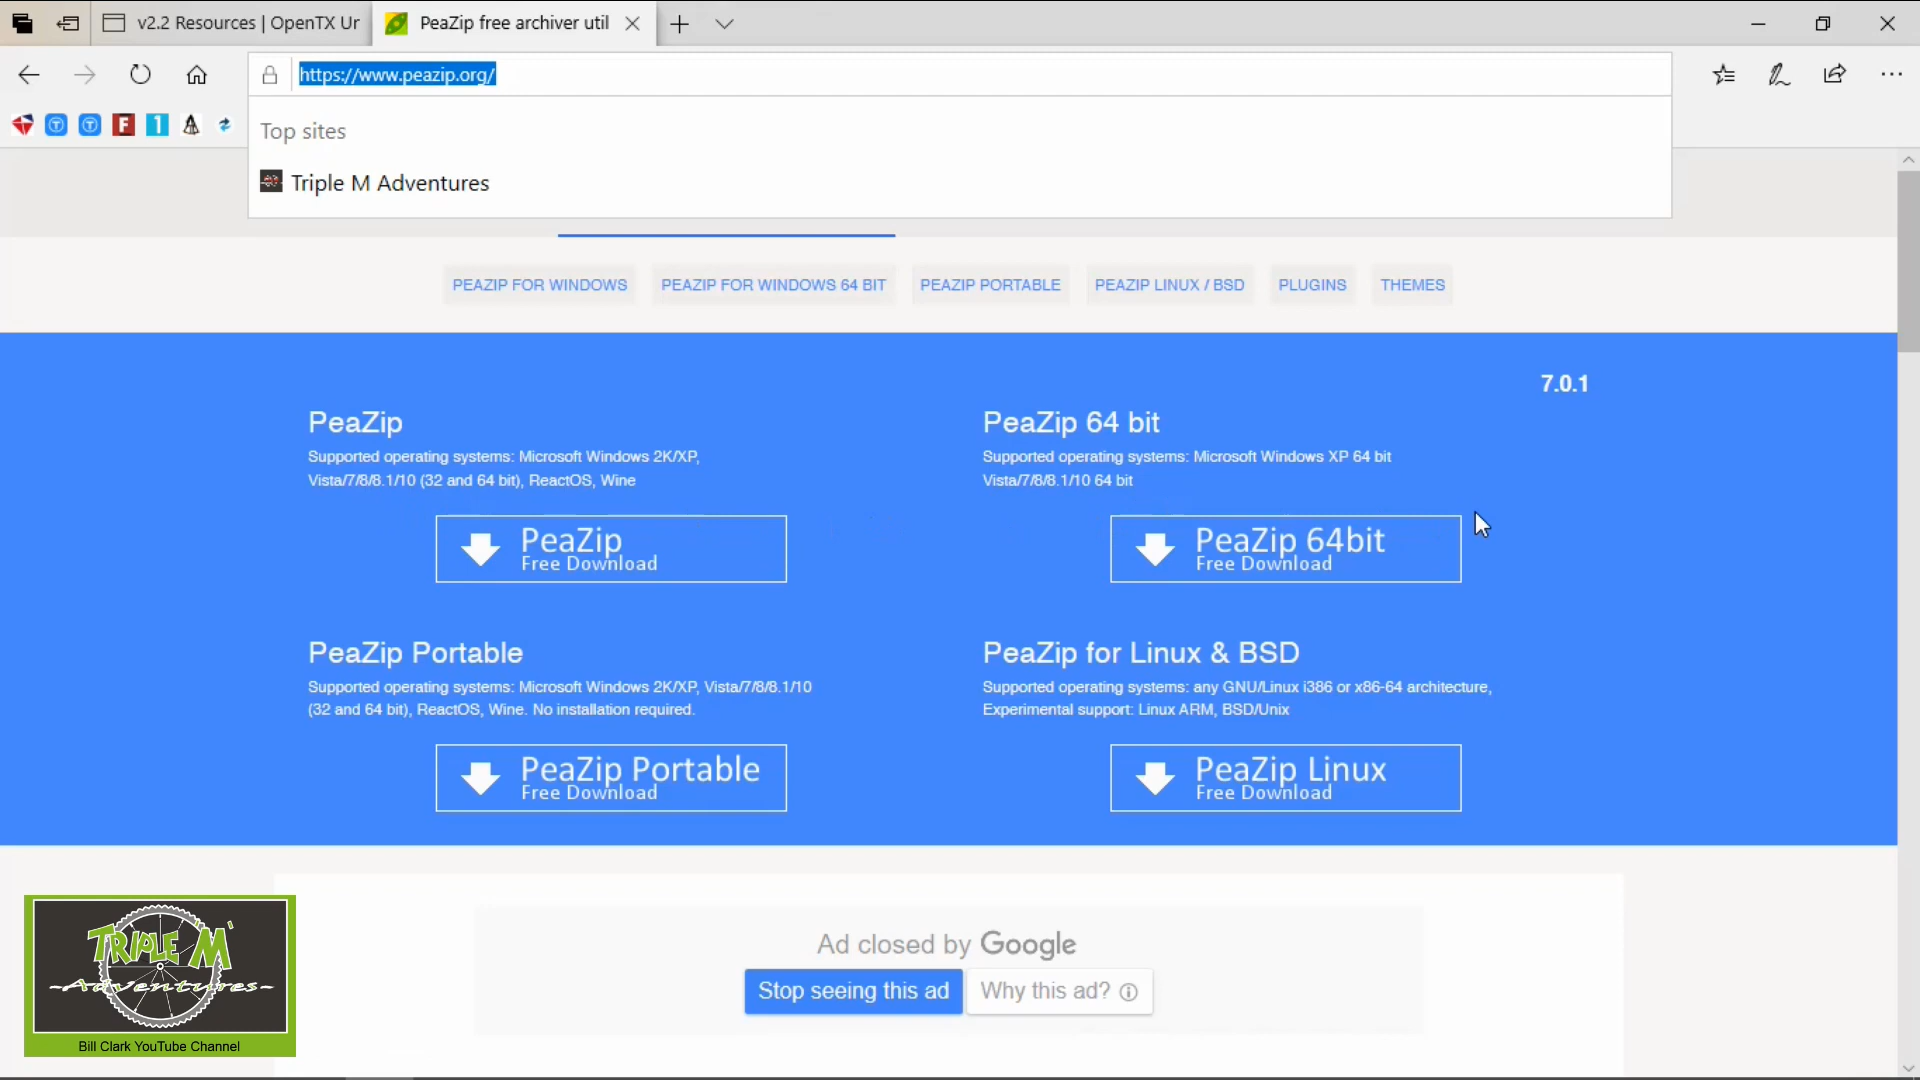 v2.2 Resources | OpenTX Ur
PeaZip free archiver util
https://www.peazip.org/
Top sites
Triple M Adventures
PEAZIP FOR WINDOWS
PEAZIP FOR WINDOWS 64 BIT
PEAZIP PORTABLE
PEAZIP LINUX / BSD
PLUGINS
THEMES
7.0.1
PeaZip
Supported operating systems: Microsoft Windows 2K/XP,
Vista/7/8/8.1/10 (32 and 64 bit), ReactOS, Wine
PeaZip
Free Download
PeaZip 64 bit
Supported operating systems: Microsoft Windows XP 64 bit
Vista/7/8/8.1/10 64 bit
PeaZip 64bit
Free Download
PeaZip Portable
Supported operating systems: Microsoft Windows 2K/XP, Vista/7/8/8.1/10
(32 and 64 bit), ReactOS, Wine. No installation required.
PeaZip Portable
Free Download
PeaZip for Linux & BSD
Supported operating systems: any GNU/Linux i386 or x86-64 architecture,
Experimental support: Linux ARM, BSD/Unix
PeaZip Linux
Free Download
Ad closed by Google
Stop seeing this ad
Why this ad?
TRIPLE M
-Adventures-
Bill Clark YouTube Channel